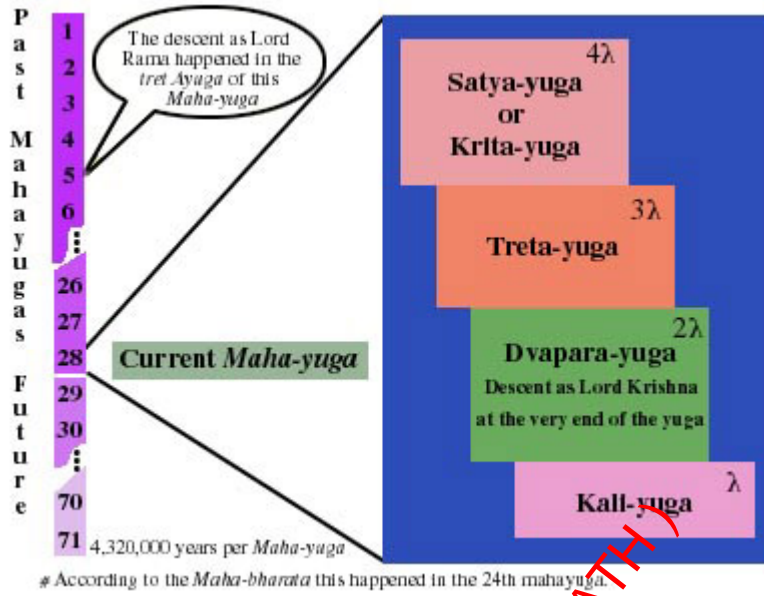 Past Mahayugas
Future
1
2
3
4
5
6
26
27
28
29
30
70
71
The descent as Lord
Rama happened in the
tret Ayuga of this
Maha-yuga
Current Maha-yuga
4,320,000 years per Maha-yuga
4λ
Satya-yuga
or
Krita-yuga
3λ
Treta-yuga
2λ
Dvapara-yuga
Descent as Lord Krishna
at the very end of the yuga
λ
Kali-yuga
# According to the Maha-bharata this happened in the 24th mahayuga.